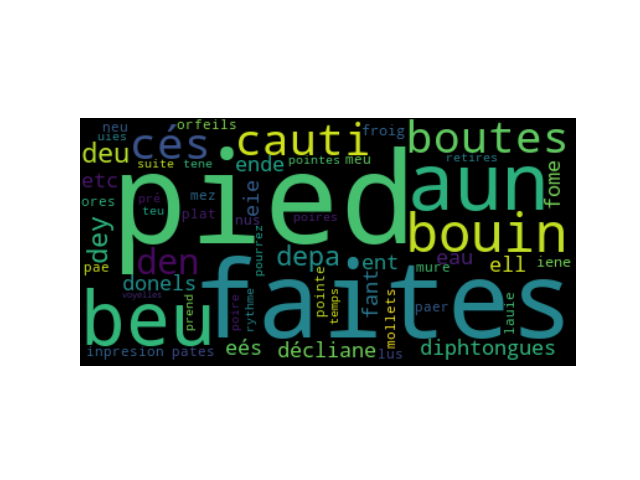 neu
orfeils
uies
cés
cauti
froig
boutes
deu
suite
tene
ende
pointes
meu
retires
etc
pied
aun
fome
ores
pré
mez
eie
teu
plat
nus
poires
bouin
dey
pourrez
den
depa
ent
eau
ell
iene
pae
mure
donels
faites
fant
pointe
temps
voyelles
beu
prend
poire
rythme
mollets
paer
lauie
inpresion
pates
eés
décliane
lus
diphtongues